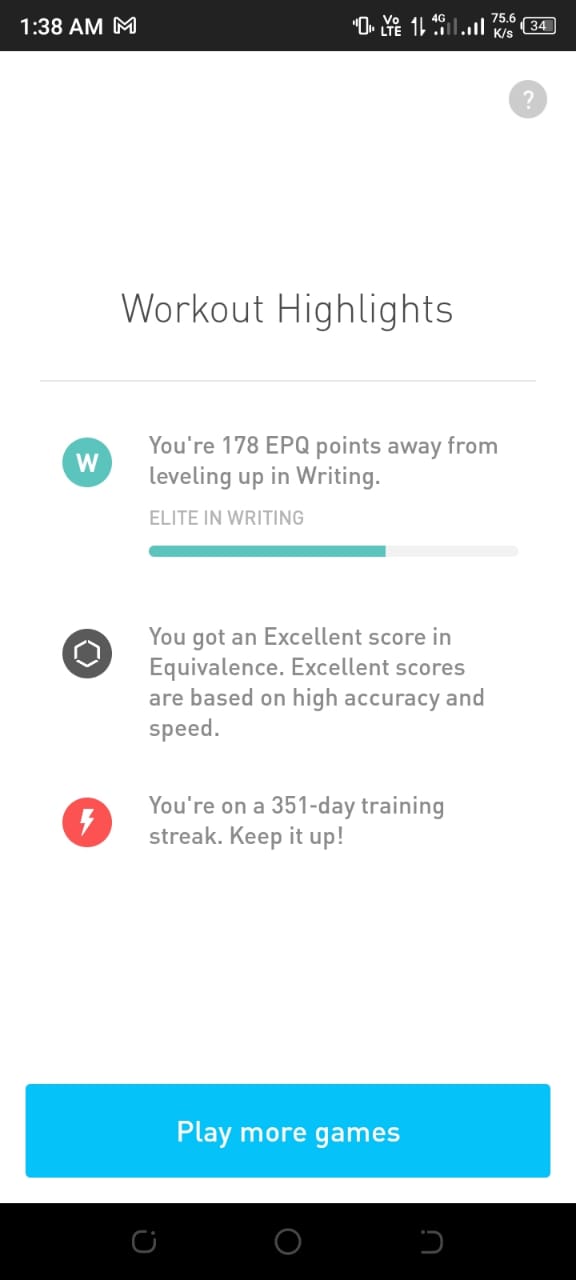 1:38 AM
Vo LTE 4G 75.6 K/s 34
?
Workout Highlights
W
You're 178 EPQ points away from
leveling up in Writing.
ELITE IN WRITING
You got an Excellent score in
Equivalence. Excellent scores
are based on high accuracy and
speed.
You're on a 351-day training
streak. Keep it up!
Play more games